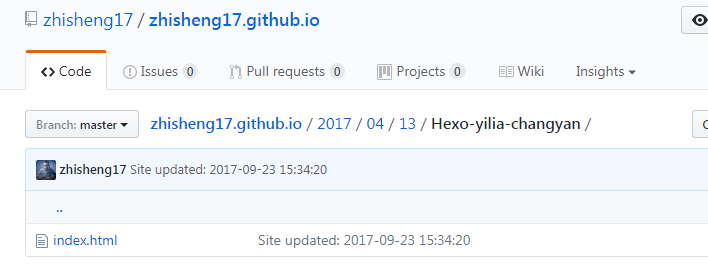 zhisheng17 / zhisheng17.github.io
Code Issues 0 Pull requests 0 Projects 0 Wiki Insights
Branch: master zhisheng17.github.io / 2017 / 04 / 13 / Hexo-yilia-changyan /
zhisheng17 Site updated: 2017-09-23 15:34:20
..
index.html Site updated: 2017-09-23 15:34:20